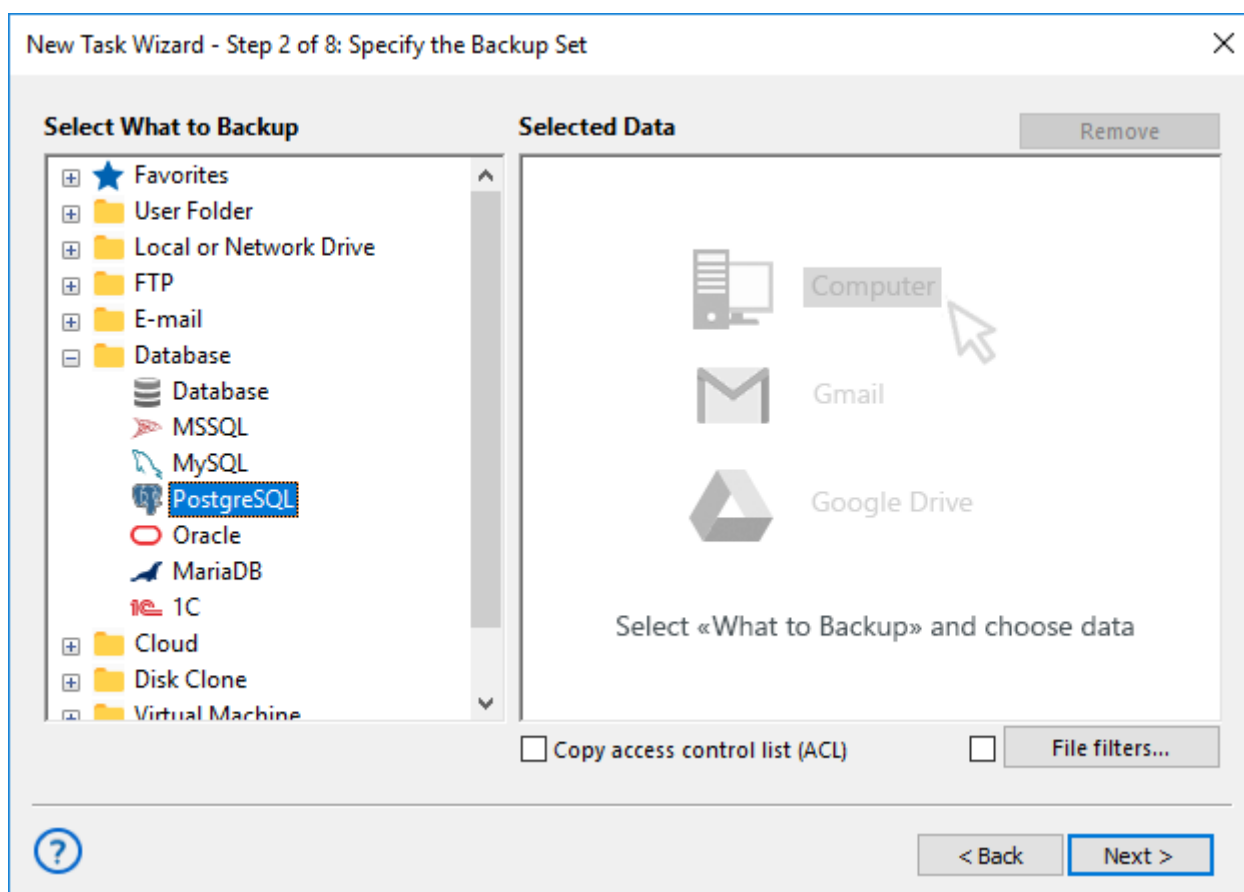 New Task Wizard - Step 2 of 8: Specify the Backup Set
Select What to Backup
Favorites
User Folder
Local or Network Drive
FTP
E-mail
Database
Database
MSSQL
MySQL
PostgreSQL
Oracle
MariaDB
1C
Cloud
Disk Clone
Virtual Machine
Selected Data
Remove
Computer
Gmail
Google Drive
Select «What to Backup» and choose data
Copy access control list (ACL)
File filters...
?
< Back
Next >